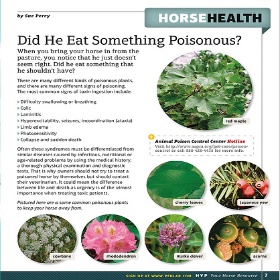 by Sue Perry
HORSEHEALTH
Did He Eat Something Poisonous?
When you bring your horse in from the
pasture, you notice that he just doesn't
seem right. Did he eat something that
he shouldn't have?
There are many different kinds of poisonous plants,
and there are many different signs of poisoning.
The most common signs of toxin ingestion include:
• Difficulty swallowing or breathing
• Colic
• Laminitis
• Hyperexcitability, seizures, incoordination (ataxia)
• Limb edema
• Photosensitivity
• Collapse and sudden death
Often these syndromes must be differentiated from
similar diseases caused by infectious, nutritional or
age-related problems by using the medical history,
a thorough physical examination and diagnostic
tests. That is why owners should not try to treat a
poisoned horse by themselves but should contact
their veterinarian. It could mean the difference
between life and death as urgency is of the utmost
importance when treating toxic patients.
Pictured here are some common poisonous plants
to keep your horse away from.
red maple
Animal Poison Control Center Hotline
cherry leaves
Japanese yew
rhododendron
alsike clover
acorns
Your Horse Resource